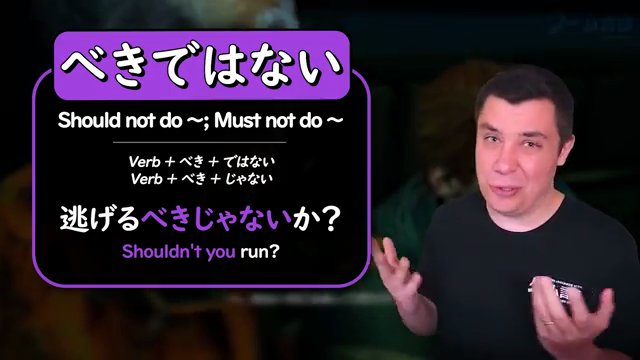 べきではない
Should not do ～; Must not do ～
Verb + べき + ではない
Verb + べき + じゃない
逃げるべきじゃないか?
Shouldn't you run?